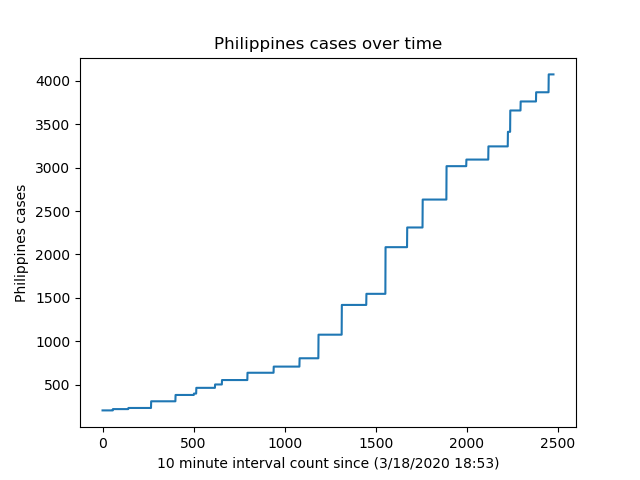 Philippines cases over time
4000
3500
3000
2500
2000
1500
1000
500
Philippines cases
0 500 1000 1500 2000 2500
10 minute interval count since (3/18/2020 18:53)